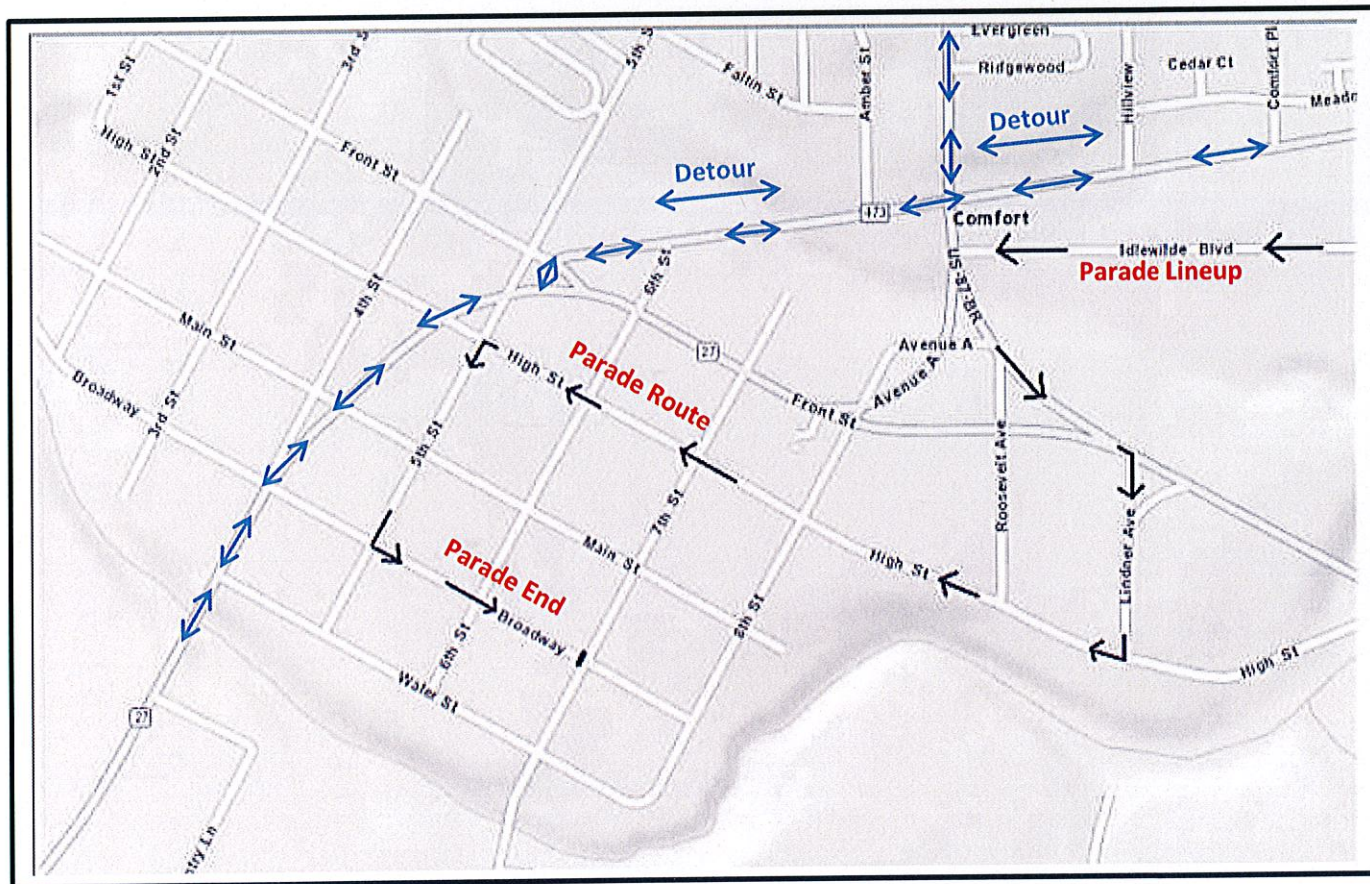 Evergreen
Ridgewood
Cedar Ct
Comfort Pl
Hillview
Amber St
Faltin St
5th S
3rd S
1st St
2nd St
High St
Front St
Detour
Detour
473
Comfort
Idlewilde Blvd
Parade Lineup
US-87-BR
4th St
6th St
Main St
27
Avenue A
Avenue A
High St
Parade Route
Front St
Broadway
3rd St
5th St
7th St
Roosevelt Ave
Lindner Ave
Main St
High St
Parade End
Broadway
8th St
6th St
High St
Water St
27